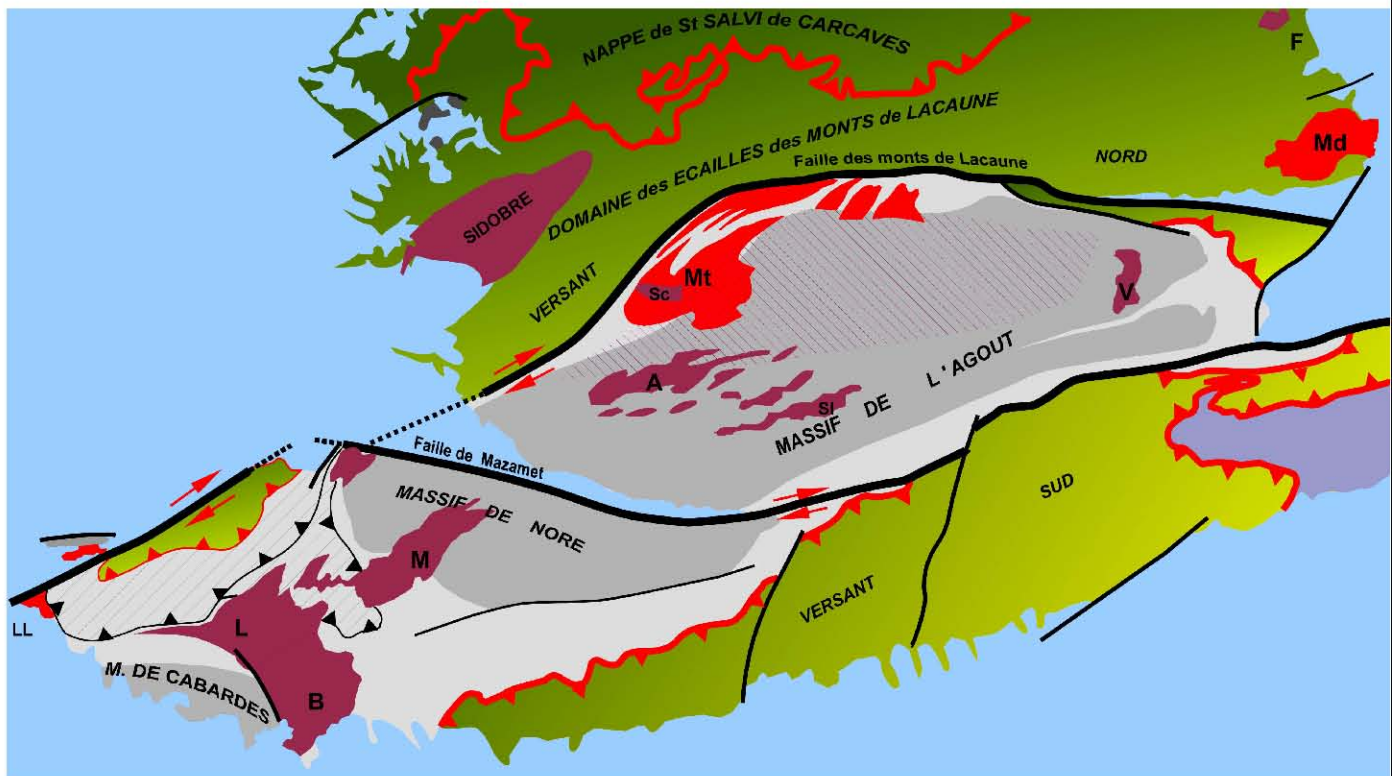 NAPPE de St SALVI de CARCAVES
F
DOMAINE des ECAILLES des MONTS de LACAUNE
NORD
Md
Faille des monts de Lacaune
SIDOBRE
VERSANT
Mt
Sc
V
A
SI
MASSIF DE L'AGOUT
Faille de Mazamet
MASSIF DE NORE
SUD
M
VERSANT
LL
L
M. DE CABARDES
B